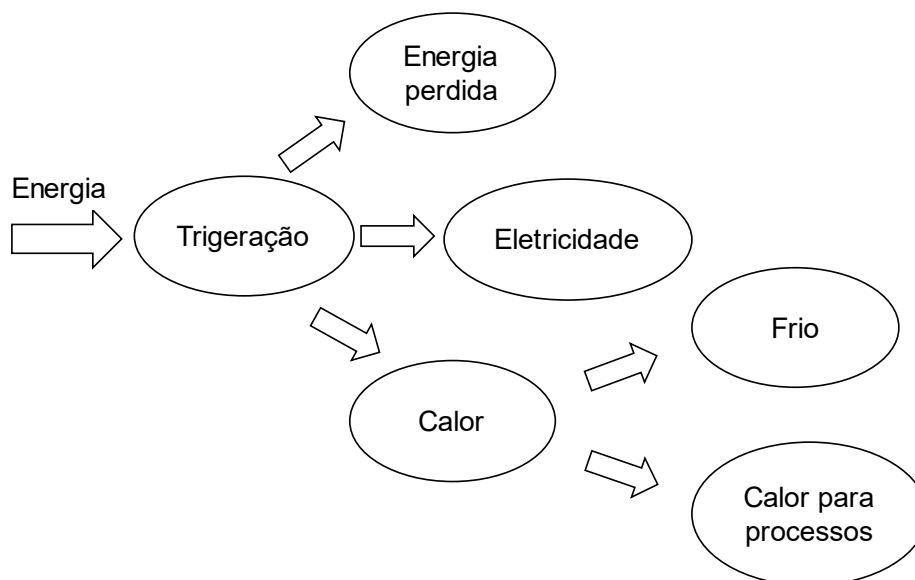 Energia
perdida
Energia
Trigeração
Eletricidade
Frio
Calor
Calor para
processos